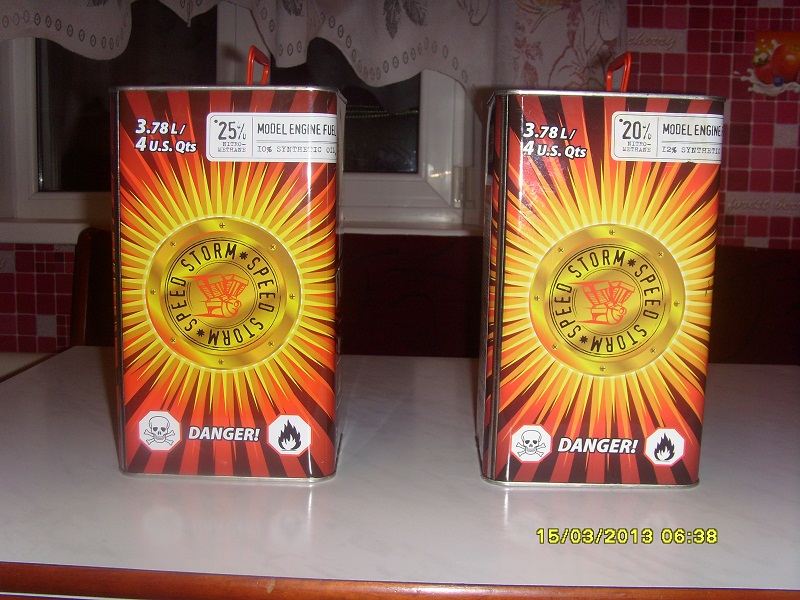 3.78 L/
4 U.S. Qts
25%
NITRO-
METHANE
MODEL ENGINE FUEL
10% SYNTHETIC OIL
SPEED STORM * SPEED STORM *
DANGER!
3.78 L/
4 U.S. Qts
20%
NITRO-
METHANE
MODEL ENGINE
12% SYNTHETIC
SPEED STORM * SPEED STORM *
DANGER!
15/03/2013 06:38